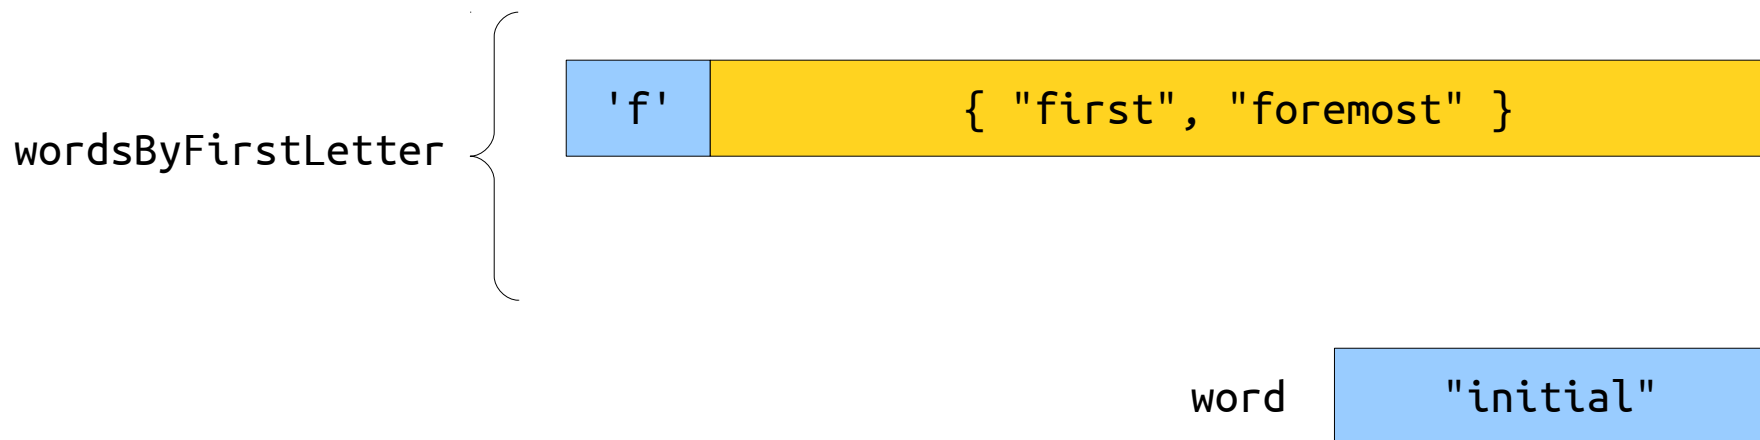 'f' { "first", "foremost" }
wordsByFirstLetter
word "initial"